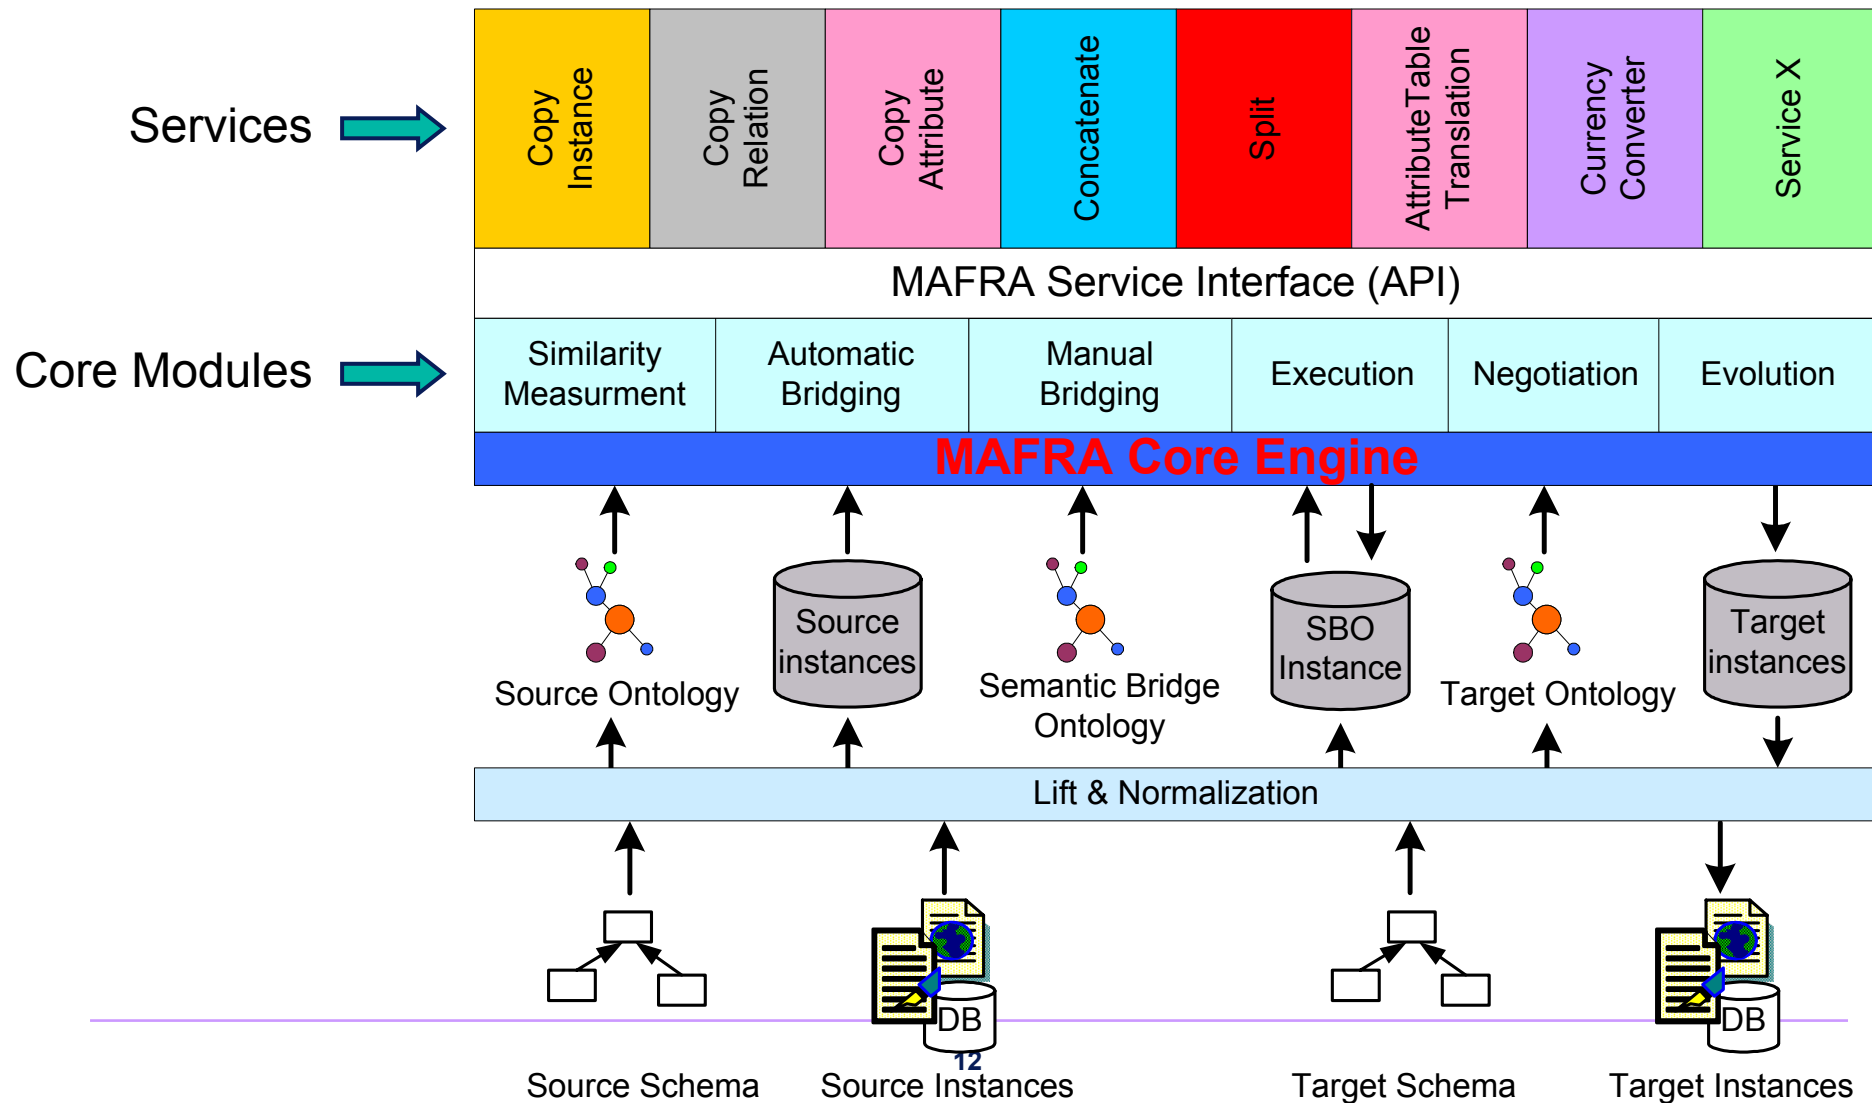 Services
Copy
Instance
Copy
Relation
Copy
Attribute
Concatenate
Split
AttributeTable
Translation
Currency
Converter
Service X
MAFRA Service Interface (API)
Core Modules
Similarity
Measurment
Automatic
Bridging
Manual
Bridging
Execution
Negotiation
Evolution
MAFRA Core Engine
Source Ontology
Source
instances
Semantic Bridge
Ontology
SBO
Instance
Target Ontology
Target
instances
Lift & Normalization
DB
DB
12
Source Schema
Source Instances
Target Schema
Target Instances